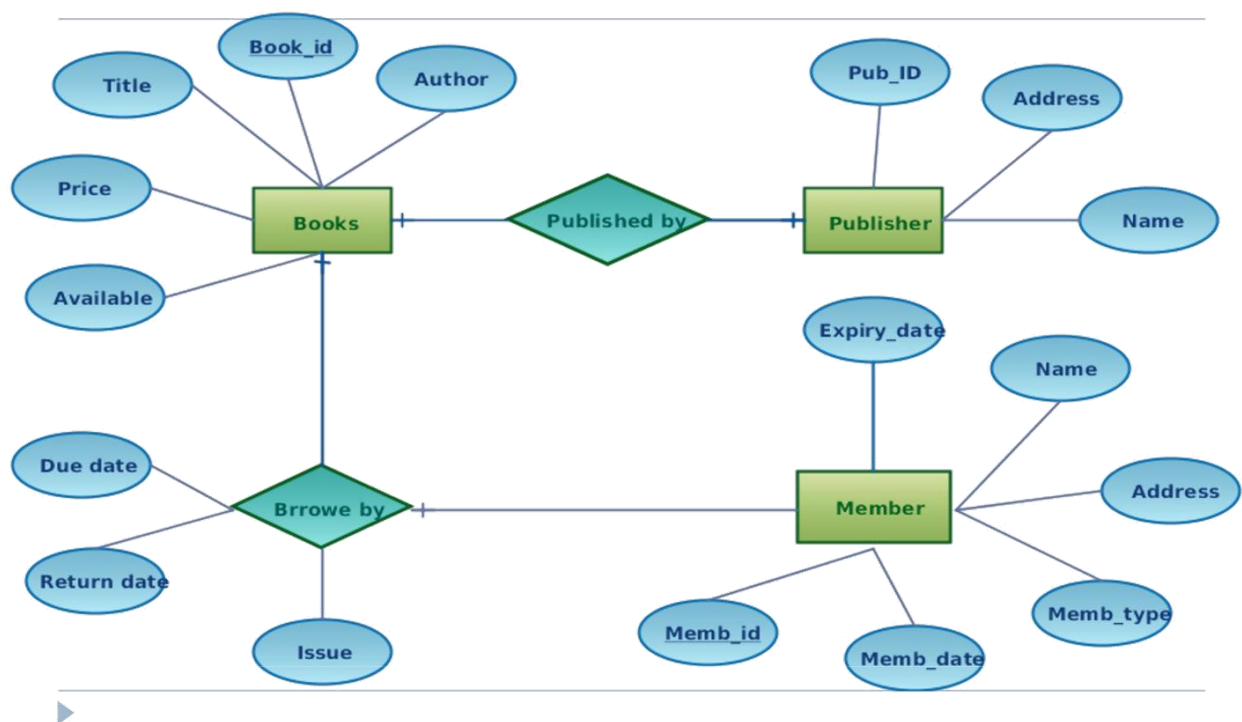 Book_id
Title
Author
Pub_ID
Address
Price
Books
Published by
Publisher
Name
Available
Expiry_date
Name
Due date
Brrowe by
Member
Address
Return date
Memb_type
Issue
Memb_id
Memb_date